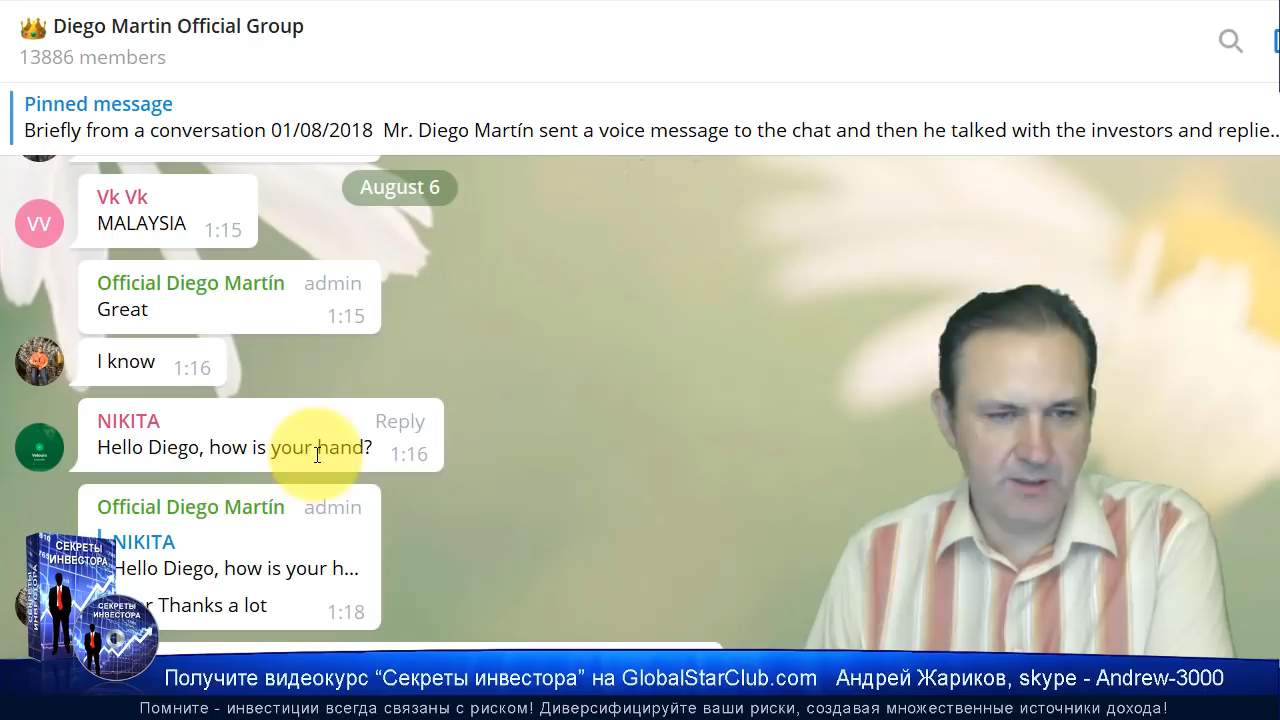 👑 Diego Martin Official Group
13886 members
Pinned message
Briefly from a conversation 01/08/2018 Mr. Diego Martín sent a voice message to the chat and then he talked with the investors and replie...
August 6
Vk Vk
VV
MALAYSIA 1:15
Official Diego Martín admin
Great 1:15
I know 1:16
NIKITA Reply
Hello Diego, how is your hand? 1:16
Official Diego Martín admin
NIKITA
Hello Diego, how is your h...
r Thanks a lot 1:18
СЕКРЕТЫ
ИНВЕСТОРА
СЕКРЕТЫ
ИНВЕСТОРА
Получите видеокурс “Секреты инвестора” на GlobalStarClub.com Андрей Жариков, skype - Andrew-3000
Помните - инвестиции всегда связаны с риском! Диверсифицируйте ваши риски, создавая множественные источники дохода!